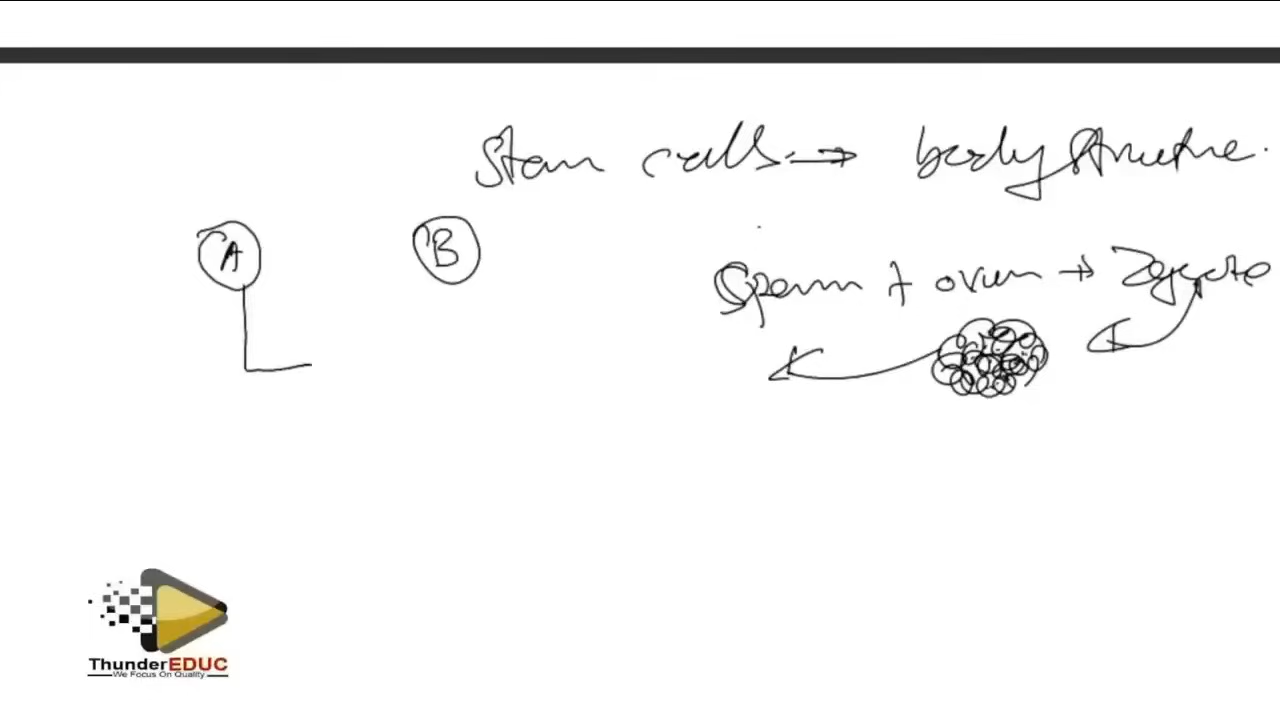 Stem cells → body structure.
A B
Sperm + ovum → Zygote
ThunderEDUC
We Focus On Quality